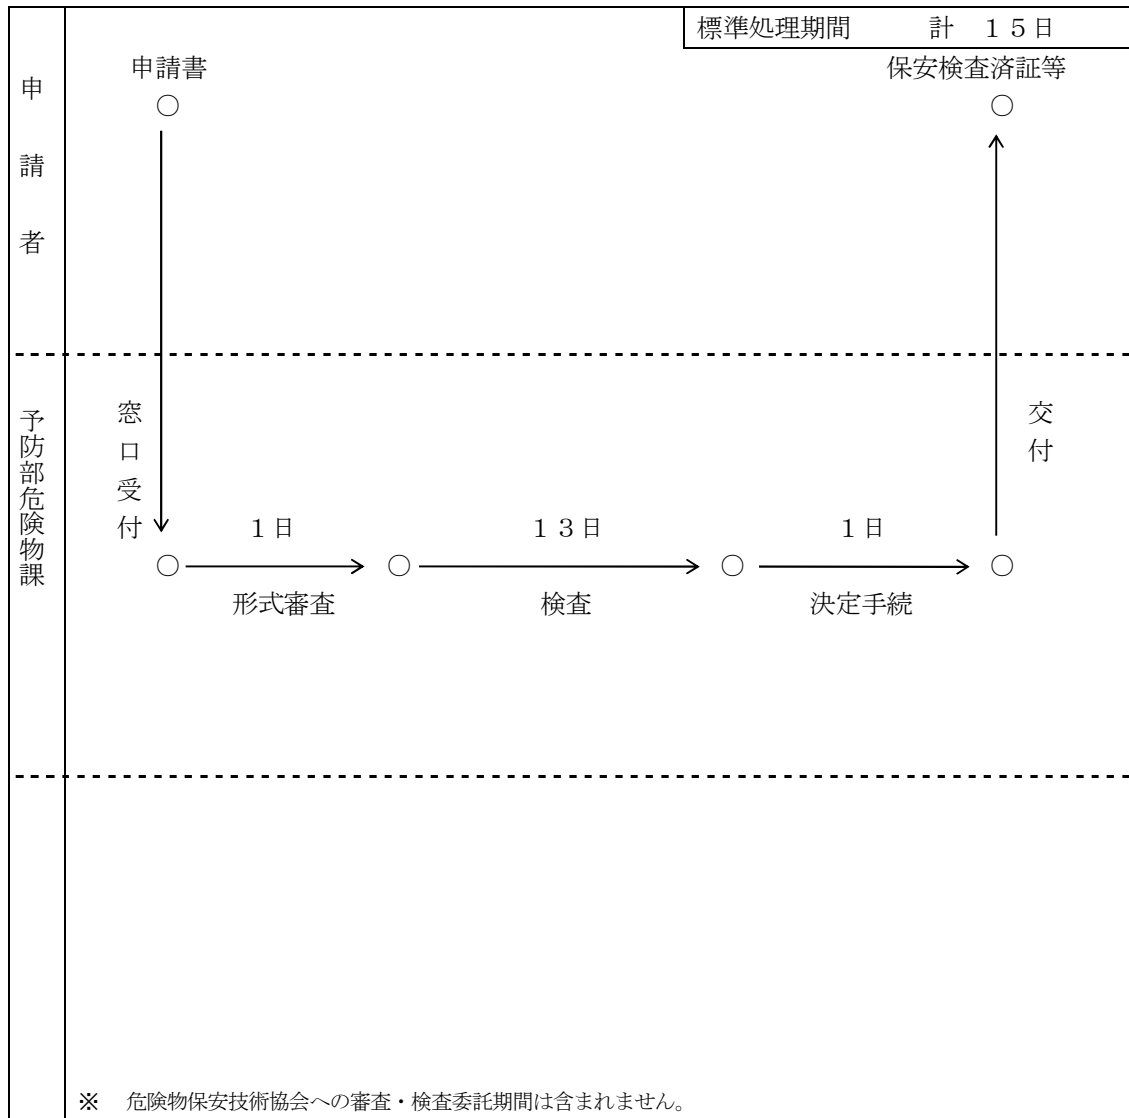 標準処理期間　　　計　１５日
申請者
申請書
保安検査済証等
予防部危険物課
窓口受付
交付
１日
１３日
１日
形式審査
検査
決定手続
※　危険物保安技術協会への審査・検査委託期間は含まれません。